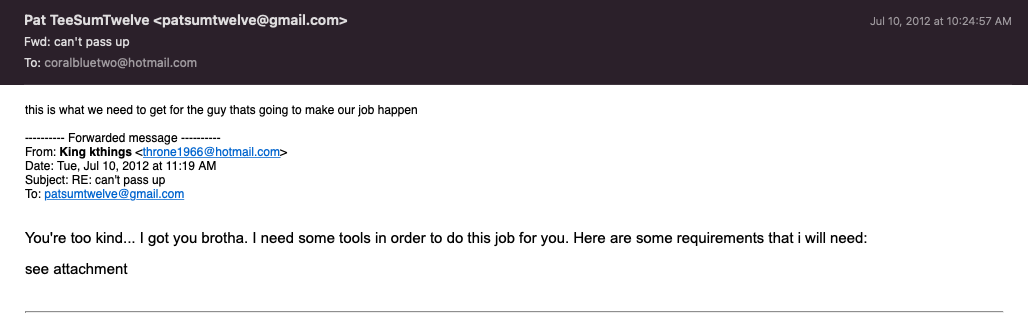 Pat TeeSumTwelve <patsumtwelve@gmail.com>
Jul 10, 2012 at 10:24:57 AM
Fwd: can't pass up
To: coralbluetwo@hotmail.com
this is what we need to get for the guy thats going to make our job happen
---------- Forwarded message ----------
From: King kthings <throne1966@hotmail.com>
Date: Tue, Jul 10, 2012 at 11:19 AM
Subject: RE: can't pass up
To: patsumtwelve@gmail.com
You're too kind... I got you brotha. I need some tools in order to do this job for you. Here are some requirements that i will need:
see attachment